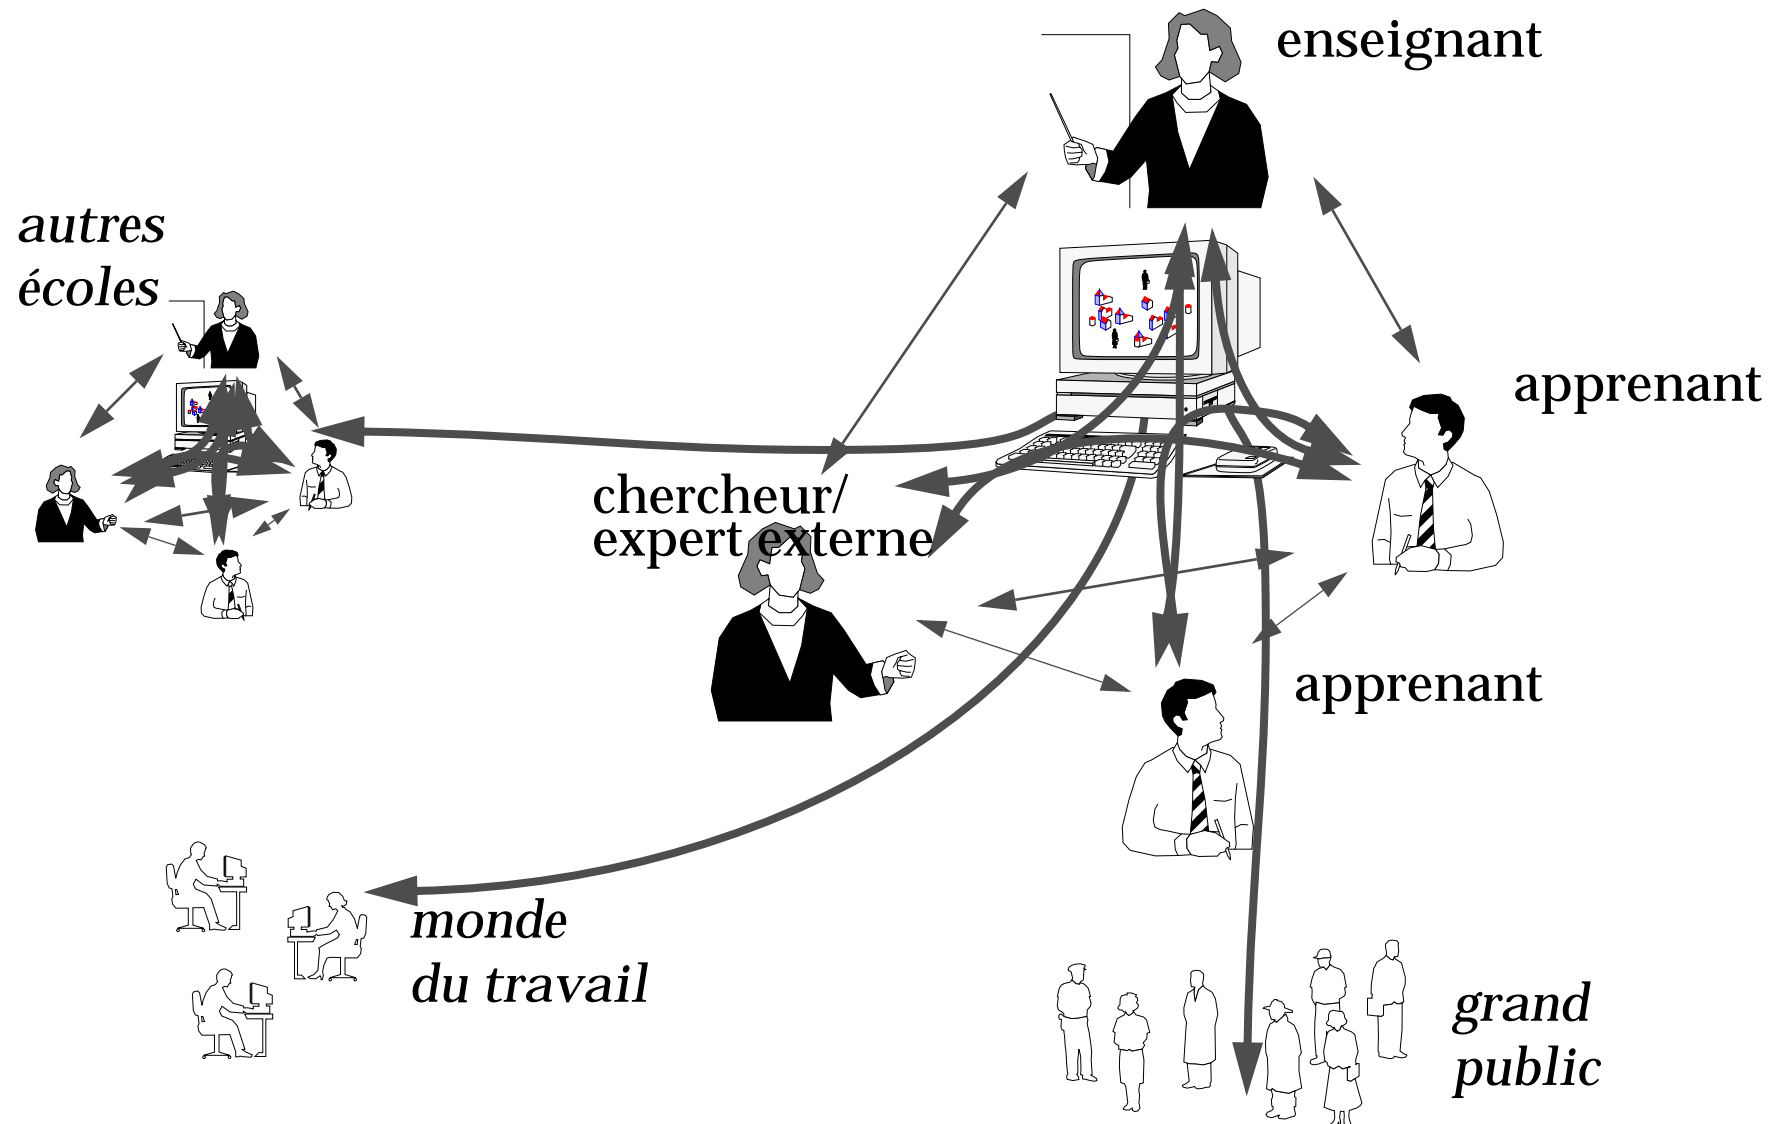 enseignant
autres
écoles
apprenant
chercheur/
expert externe
apprenant
monde
du travail
grand
public